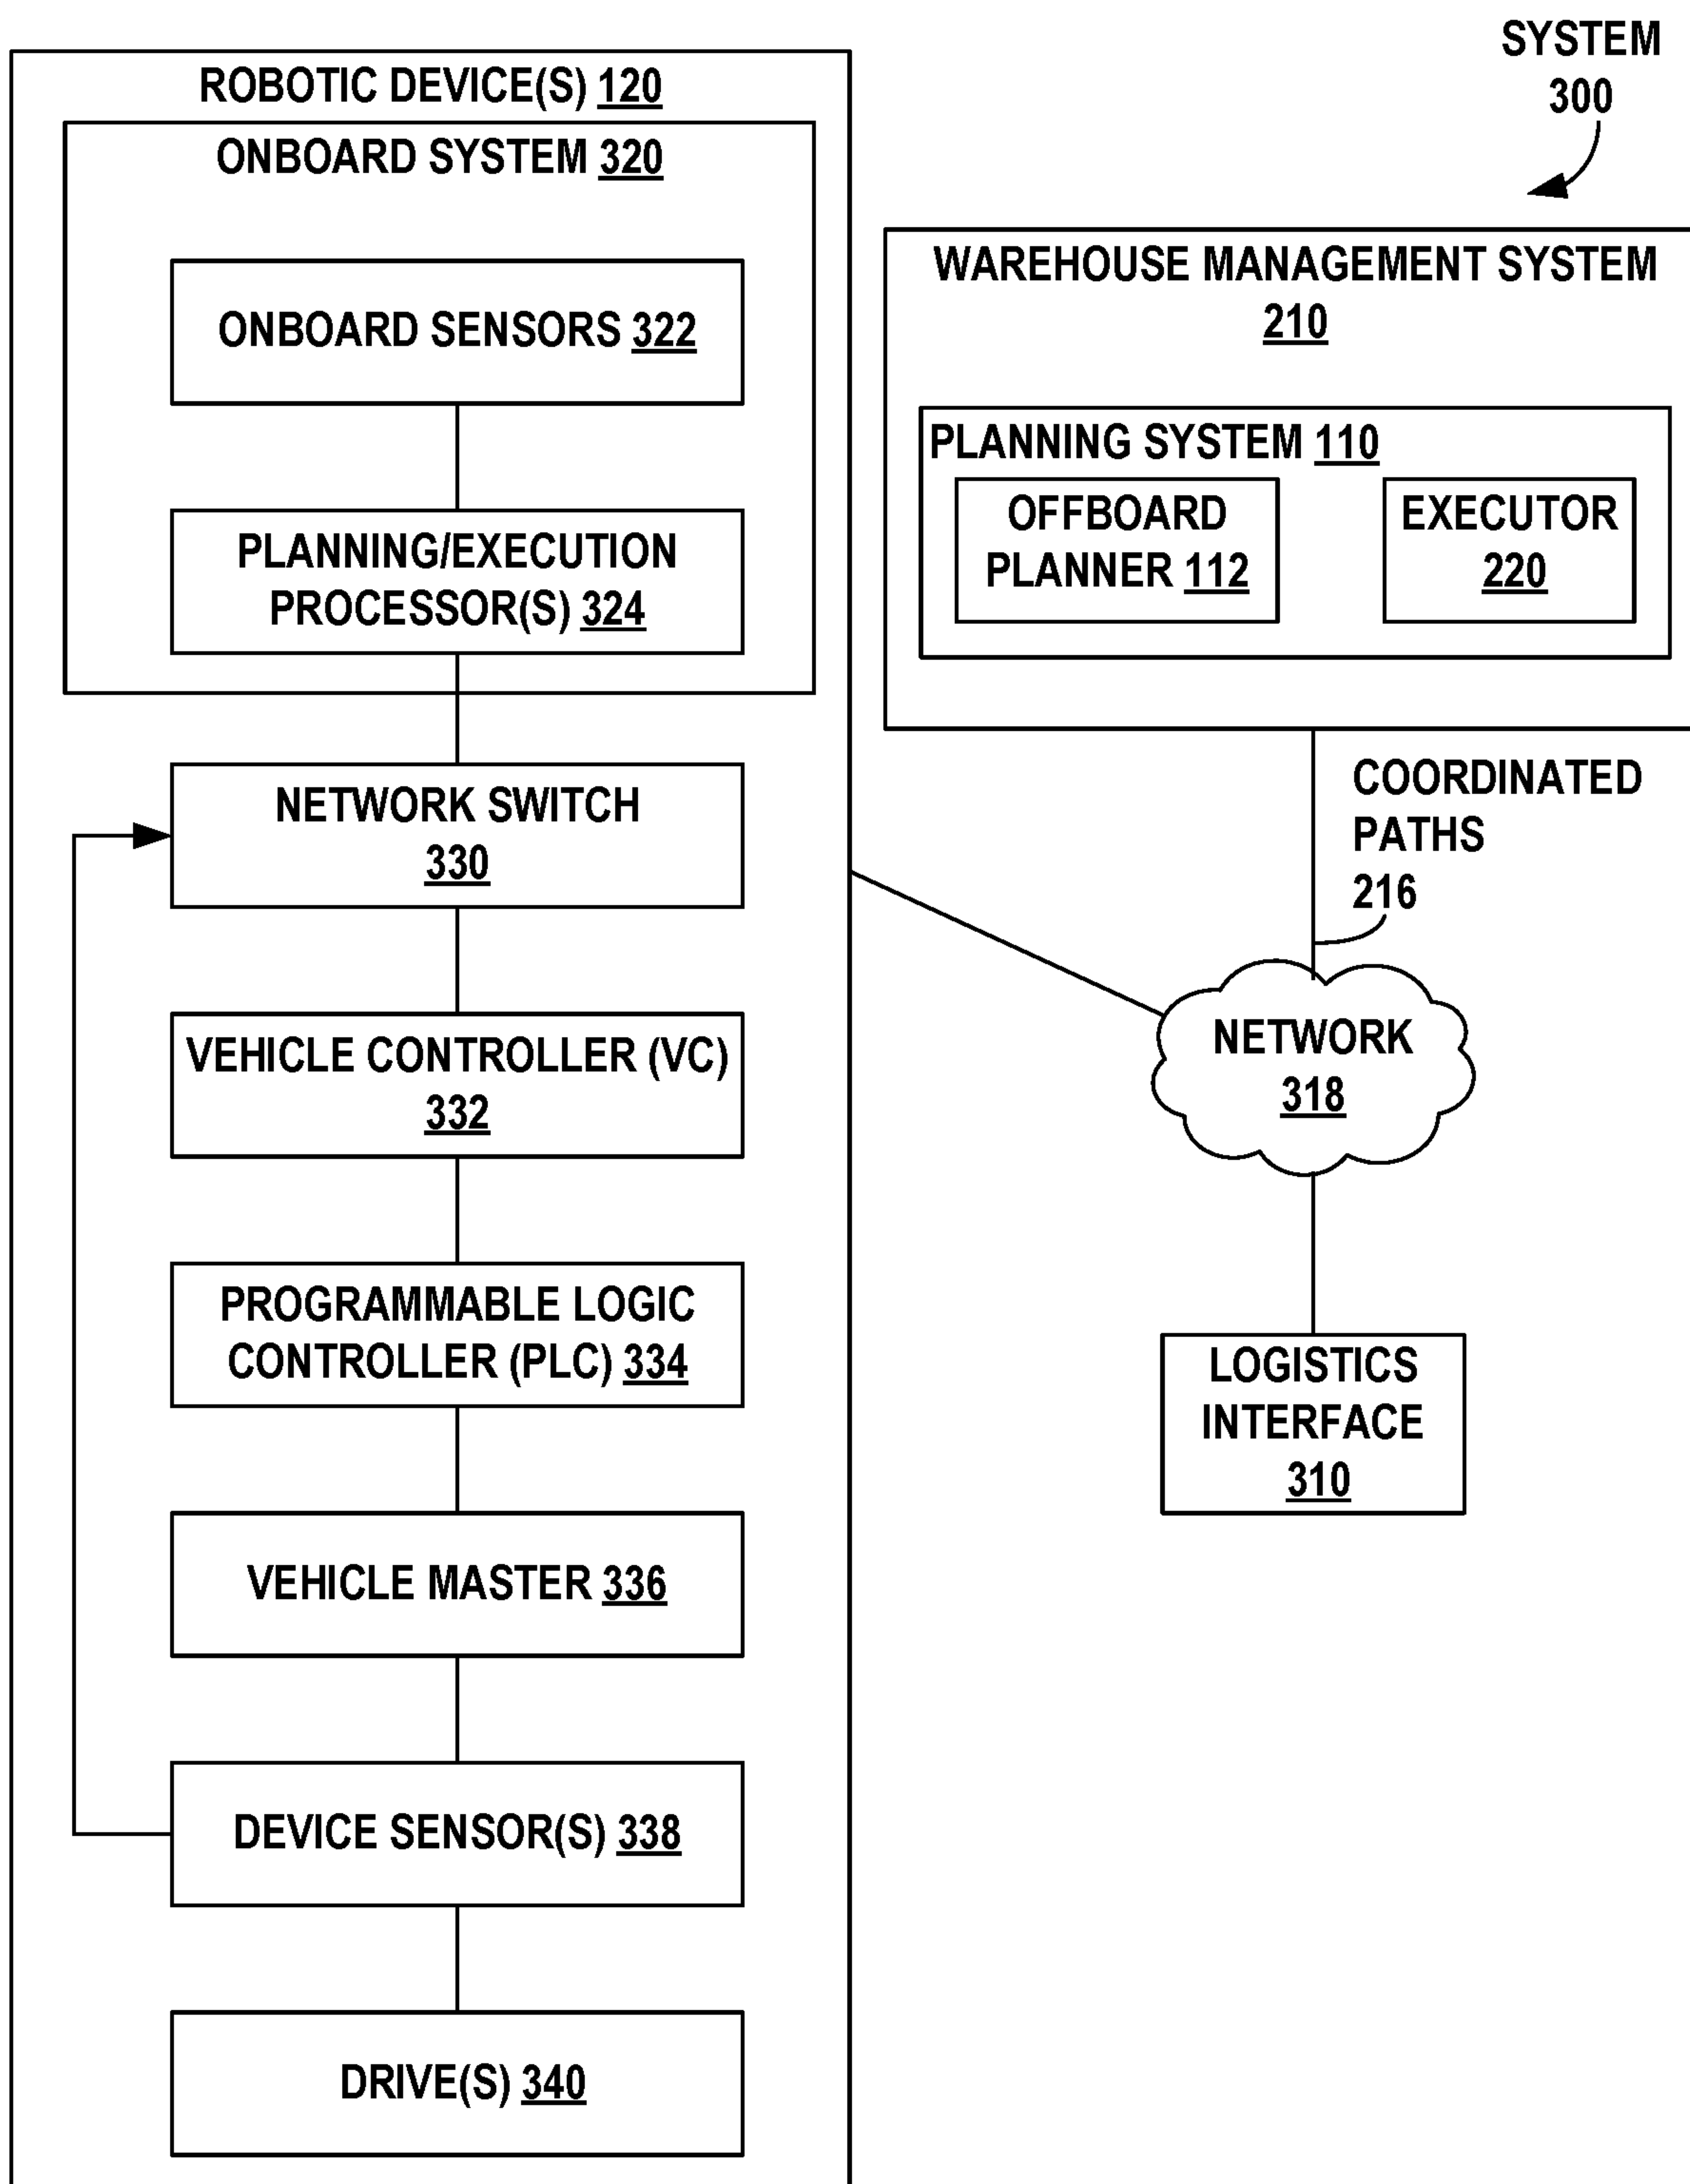 SYSTEM
300
ROBOTIC DEVICE(S) 120
ONBOARD SYSTEM 320
ONBOARD SENSORS 322
PLANNING/EXECUTION
PROCESSOR(S) 324
NETWORK SWITCH
330
VEHICLE CONTROLLER (VC)
332
PROGRAMMABLE LOGIC
CONTROLLER (PLC) 334
VEHICLE MASTER 336
DEVICE SENSOR(S) 338
DRIVE(S) 340
WAREHOUSE MANAGEMENT SYSTEM
210
PLANNING SYSTEM 110
OFFBOARD
PLANNER 112
EXECUTOR
220
COORDINATED
PATHS
216
NETWORK
318
LOGISTICS
INTERFACE
310